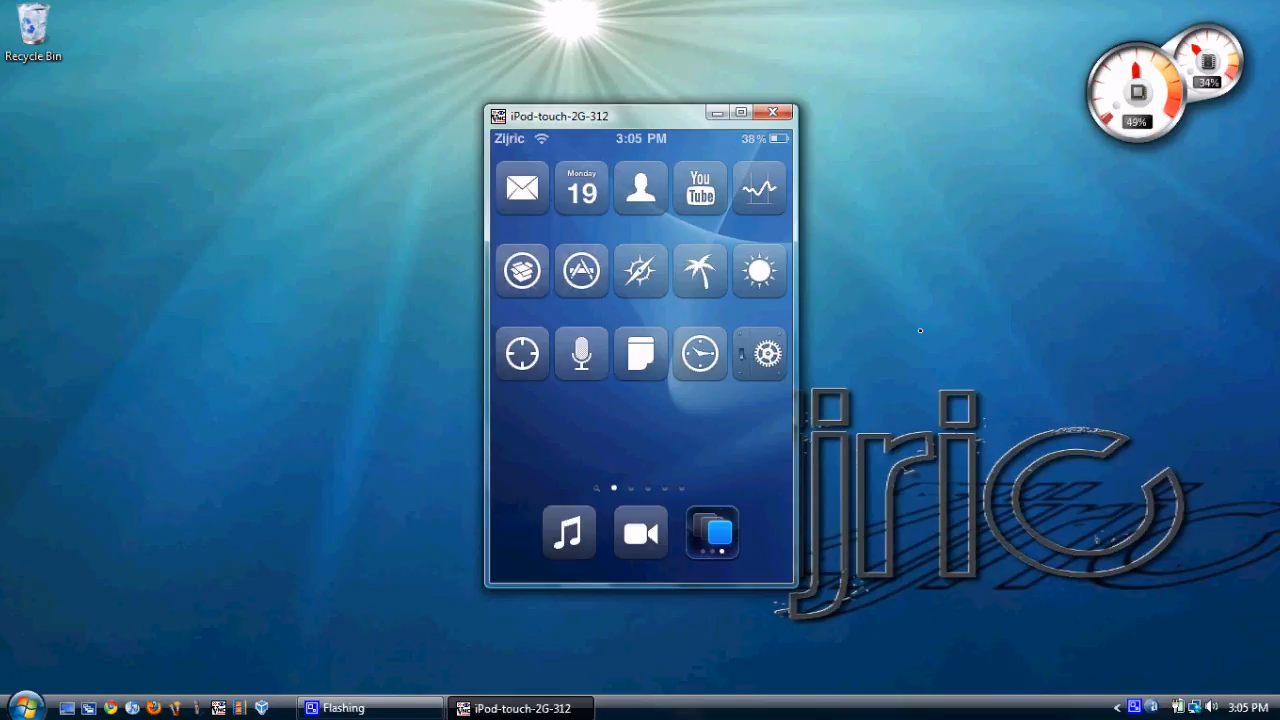 Recycle Bin
34%
49%
iPod-touch-2G-312
Zijric
3:05 PM
38%
Monday
19
You
Tube
jric
Flashing
iPod-touch-2G-312
3:05 PM